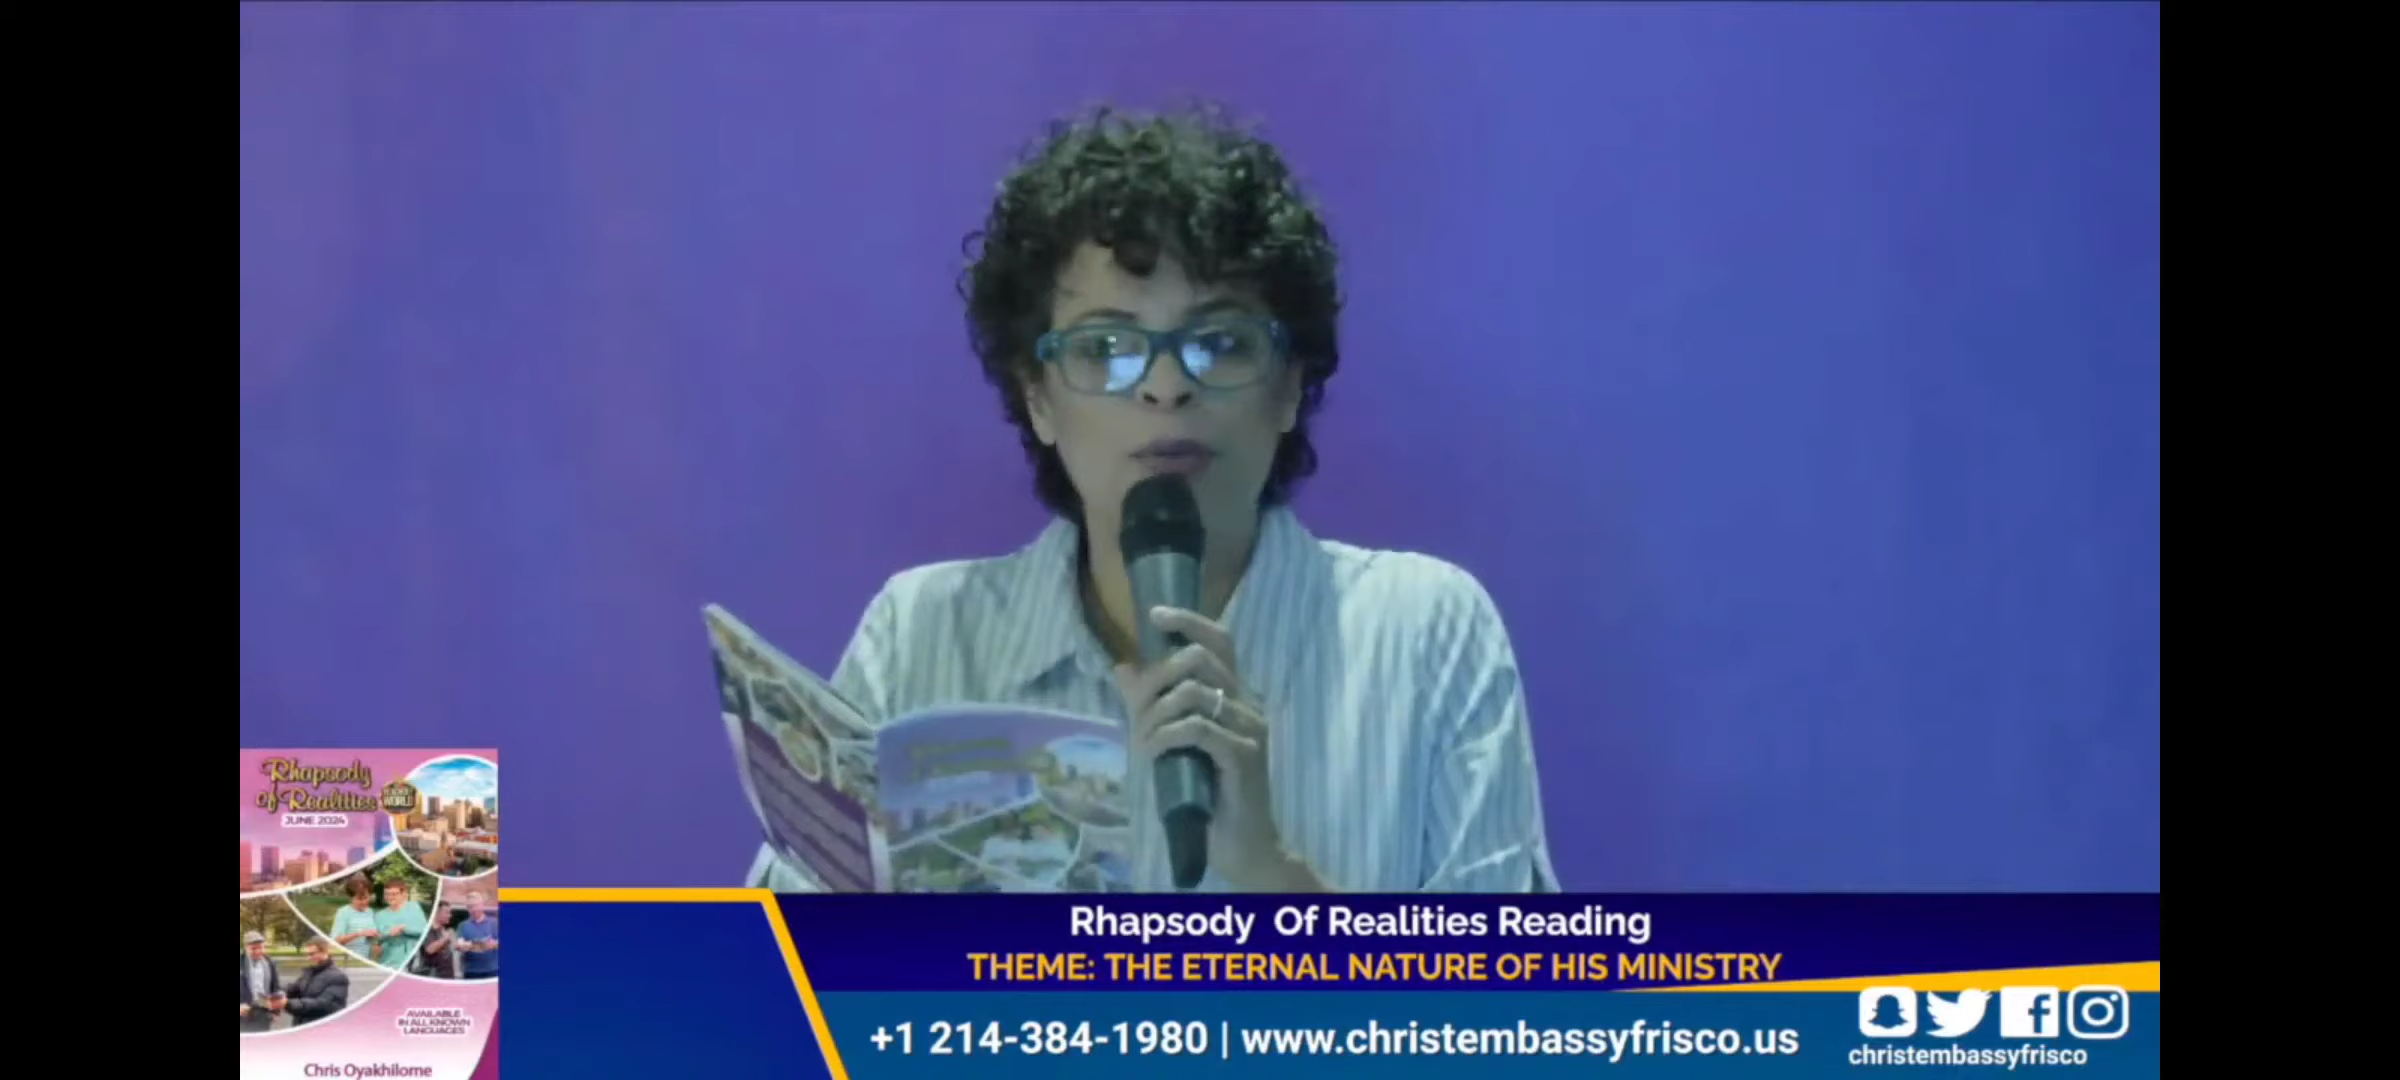 Rhapsody
of Realities
JUNE 2024
WORLD
AVAILABLE
IN ALL KNOWN
LANGUAGES
Chris Oyakhilome
Rhapsody Of Realities Reading
THEME: THE ETERNAL NATURE OF HIS MINISTRY
+1 214-384-1980 | www.christembassyfrisco.us
christembassyfrisco